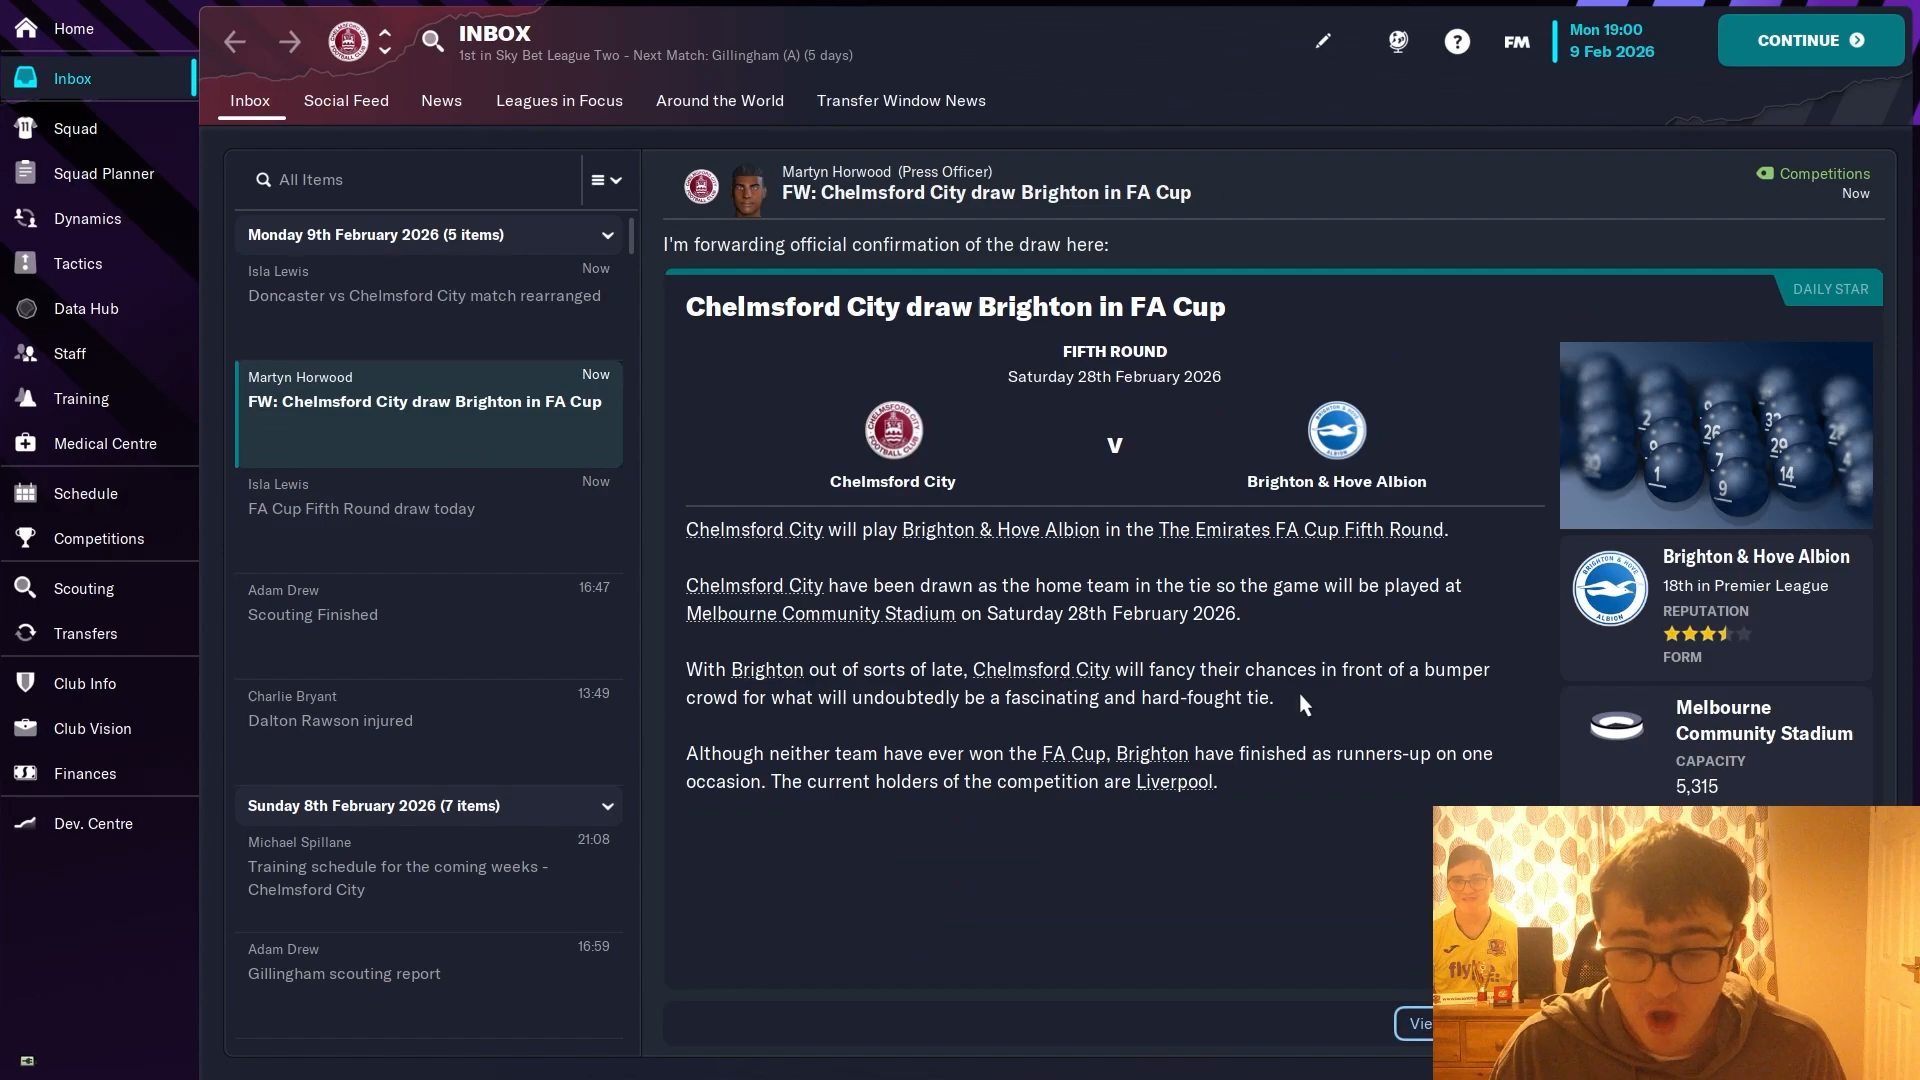 Home
Inbox
Squad
Squad Planner
Dynamics
Tactics
Data Hub
Staff
Training
Medical Centre
Schedule
Competitions
Scouting
Transfers
Club Info
Club Vision
Finances
Dev. Centre
INBOX
1st in Sky Bet League Two - Next Match: Gillingham (A) (5 days)
FM
Mon 19:00
9 Feb 2026
CONTINUE
Inbox
Social Feed
News
Leagues in Focus
Around the World
Transfer Window News
All Items
Monday 9th February 2026 (5 items)
Isla Lewis
Now
Doncaster vs Chelmsford City match rearranged
Martyn Horwood
Now
FW: Chelmsford City draw Brighton in FA Cup
Isla Lewis
Now
FA Cup Fifth Round draw today
Adam Drew
16:47
Scouting Finished
Charlie Bryant
13:49
Dalton Rawson injured
Sunday 8th February 2026 (7 items)
Michael Spillane
21:08
Training schedule for the coming weeks -
Chelmsford City
Adam Drew
16:59
Gillingham scouting report
Martyn Horwood (Press Officer)
FW: Chelmsford City draw Brighton in FA Cup
Competitions
Now
I'm forwarding official confirmation of the draw here:
DAILY STAR
Chelmsford City draw Brighton in FA Cup
FIFTH ROUND
Saturday 28th February 2026
v
Chelmsford City
Brighton & Hove Albion
Chelmsford City will play Brighton & Hove Albion in the The Emirates FA Cup Fifth Round.
Chelmsford City have been drawn as the home team in the tie so the game will be played at
Melbourne Community Stadium on Saturday 28th February 2026.
With Brighton out of sorts of late, Chelmsford City will fancy their chances in front of a bumper
crowd for what will undoubtedly be a fascinating and hard-fought tie.
Although neither team have ever won the FA Cup, Brighton have finished as runners-up on one
occasion. The current holders of the competition are Liverpool.
Brighton & Hove Albion
18th in Premier League
REPUTATION
FORM
Melbourne
Community Stadium
CAPACITY
5,315
Vie